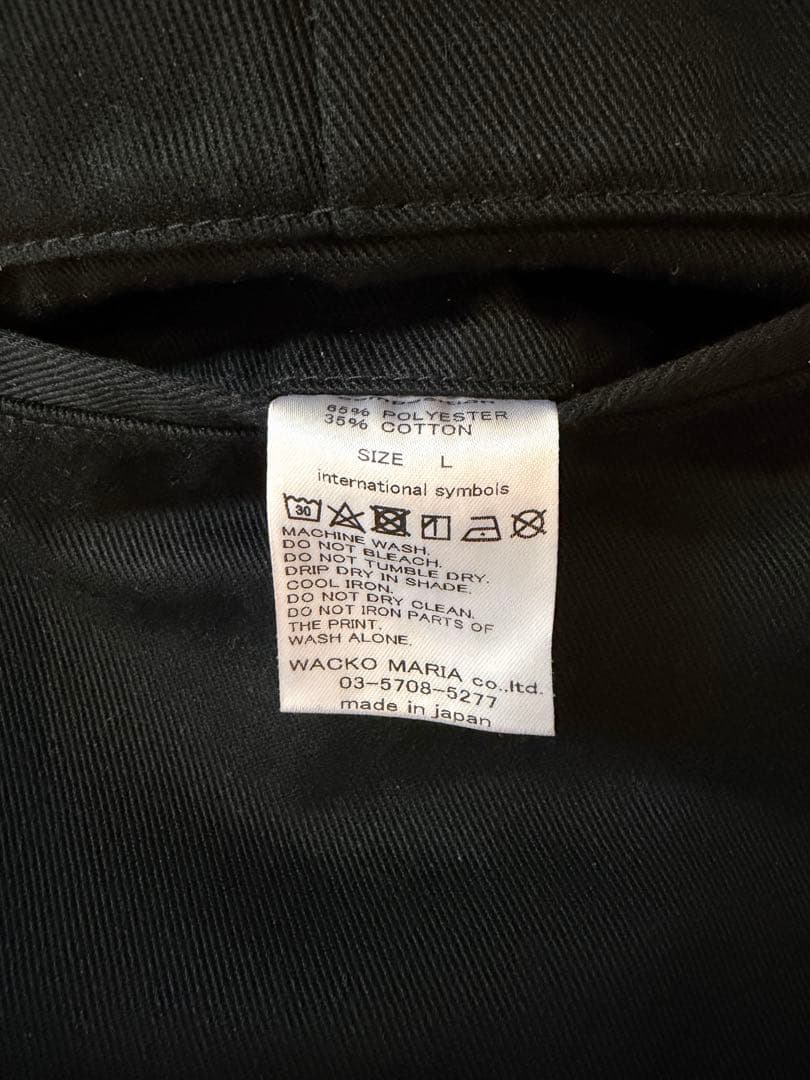 65% POLYESTER
35% COTTON
SIZE L
international symbols
30
MACHINE WASH.
DO NOT BLEACH.
DO NOT TUMBLE DRY.
DRIP DRY IN SHADE.
COOL IRON.
DO NOT DRY CLEAN.
DO NOT IRON PARTS OF
THE PRINT.
WASH ALONE.
WACKO MARIA co.,ltd.
03-5708-5277
made in japan